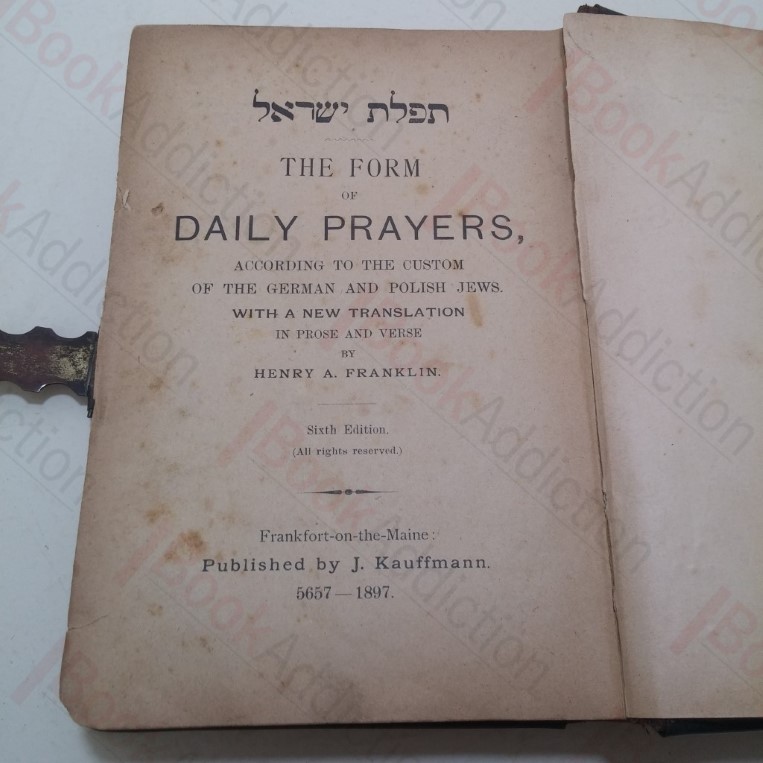 תפלת ישראל
THE FORM
OF
DAILY PRAYERS,
ACCORDING TO THE CUSTOM
OF THE GERMAN AND POLISH JEWS.
WITH A NEW TRANSLATION
IN PROSE AND VERSE
BY
HENRY A. FRANKLIN.
Sixth Edition.
(All rights reserved.)
Frankfort-on-the-Maine:
Published by J. Kauffmann.
5657—1897.
BookAddiction